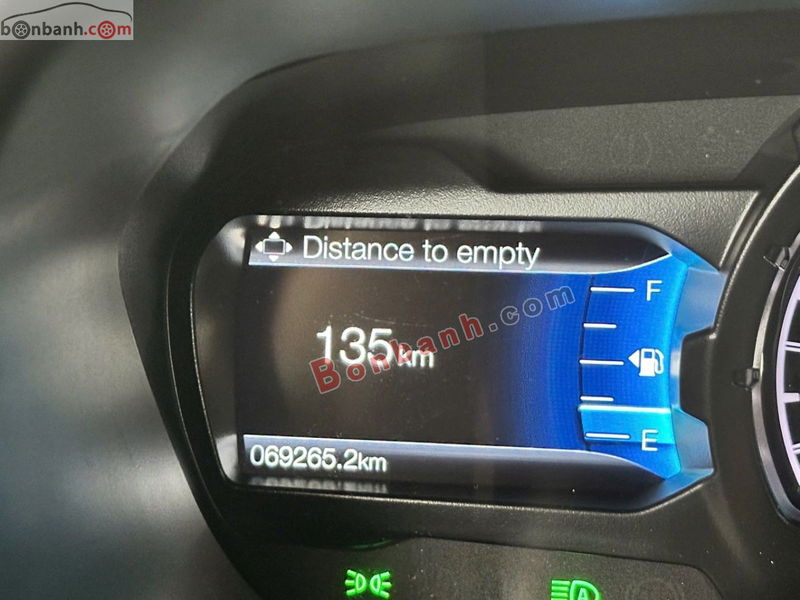 bonbanh.com
Distance to empty
F
135km
Bonbanh.com
E
069265.2km
A